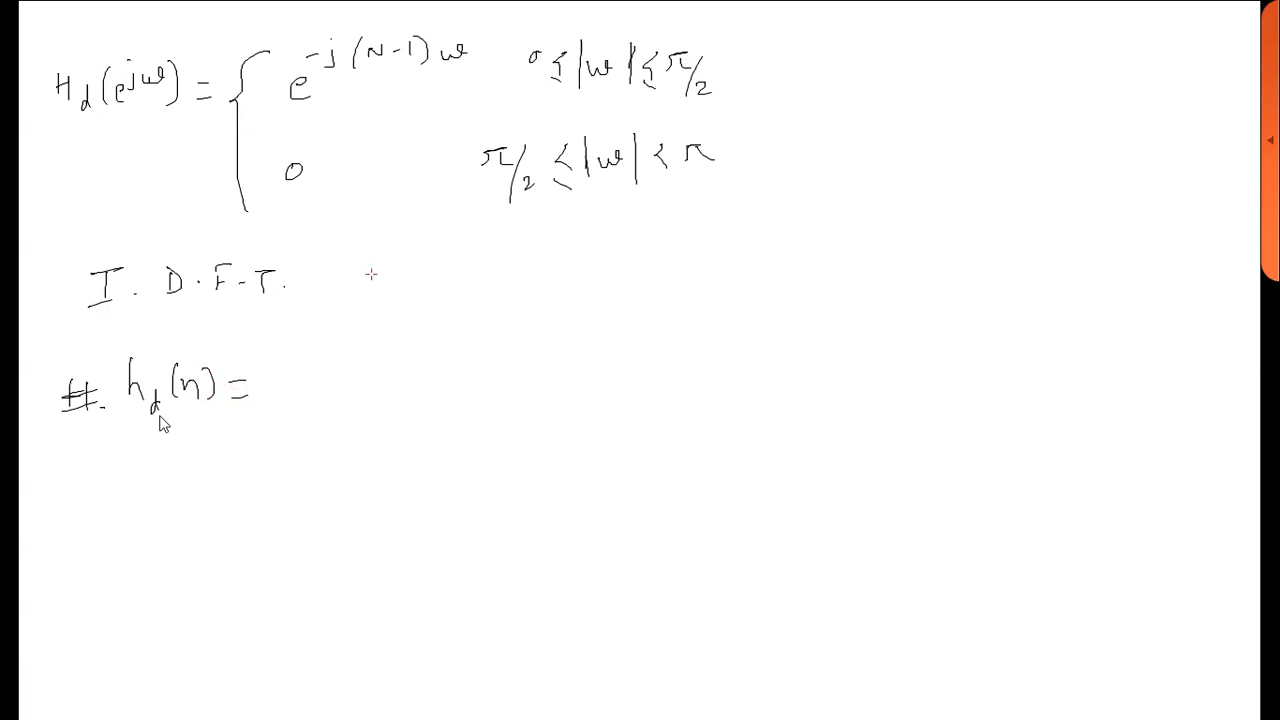 H_d(e^{jω}) = { e^{-j(N-1)ω} 0 ≤ |ω| ≤ π/2
0 π/2 ≤ |ω| < π
I. D.F-T.
#. h_d(n) =